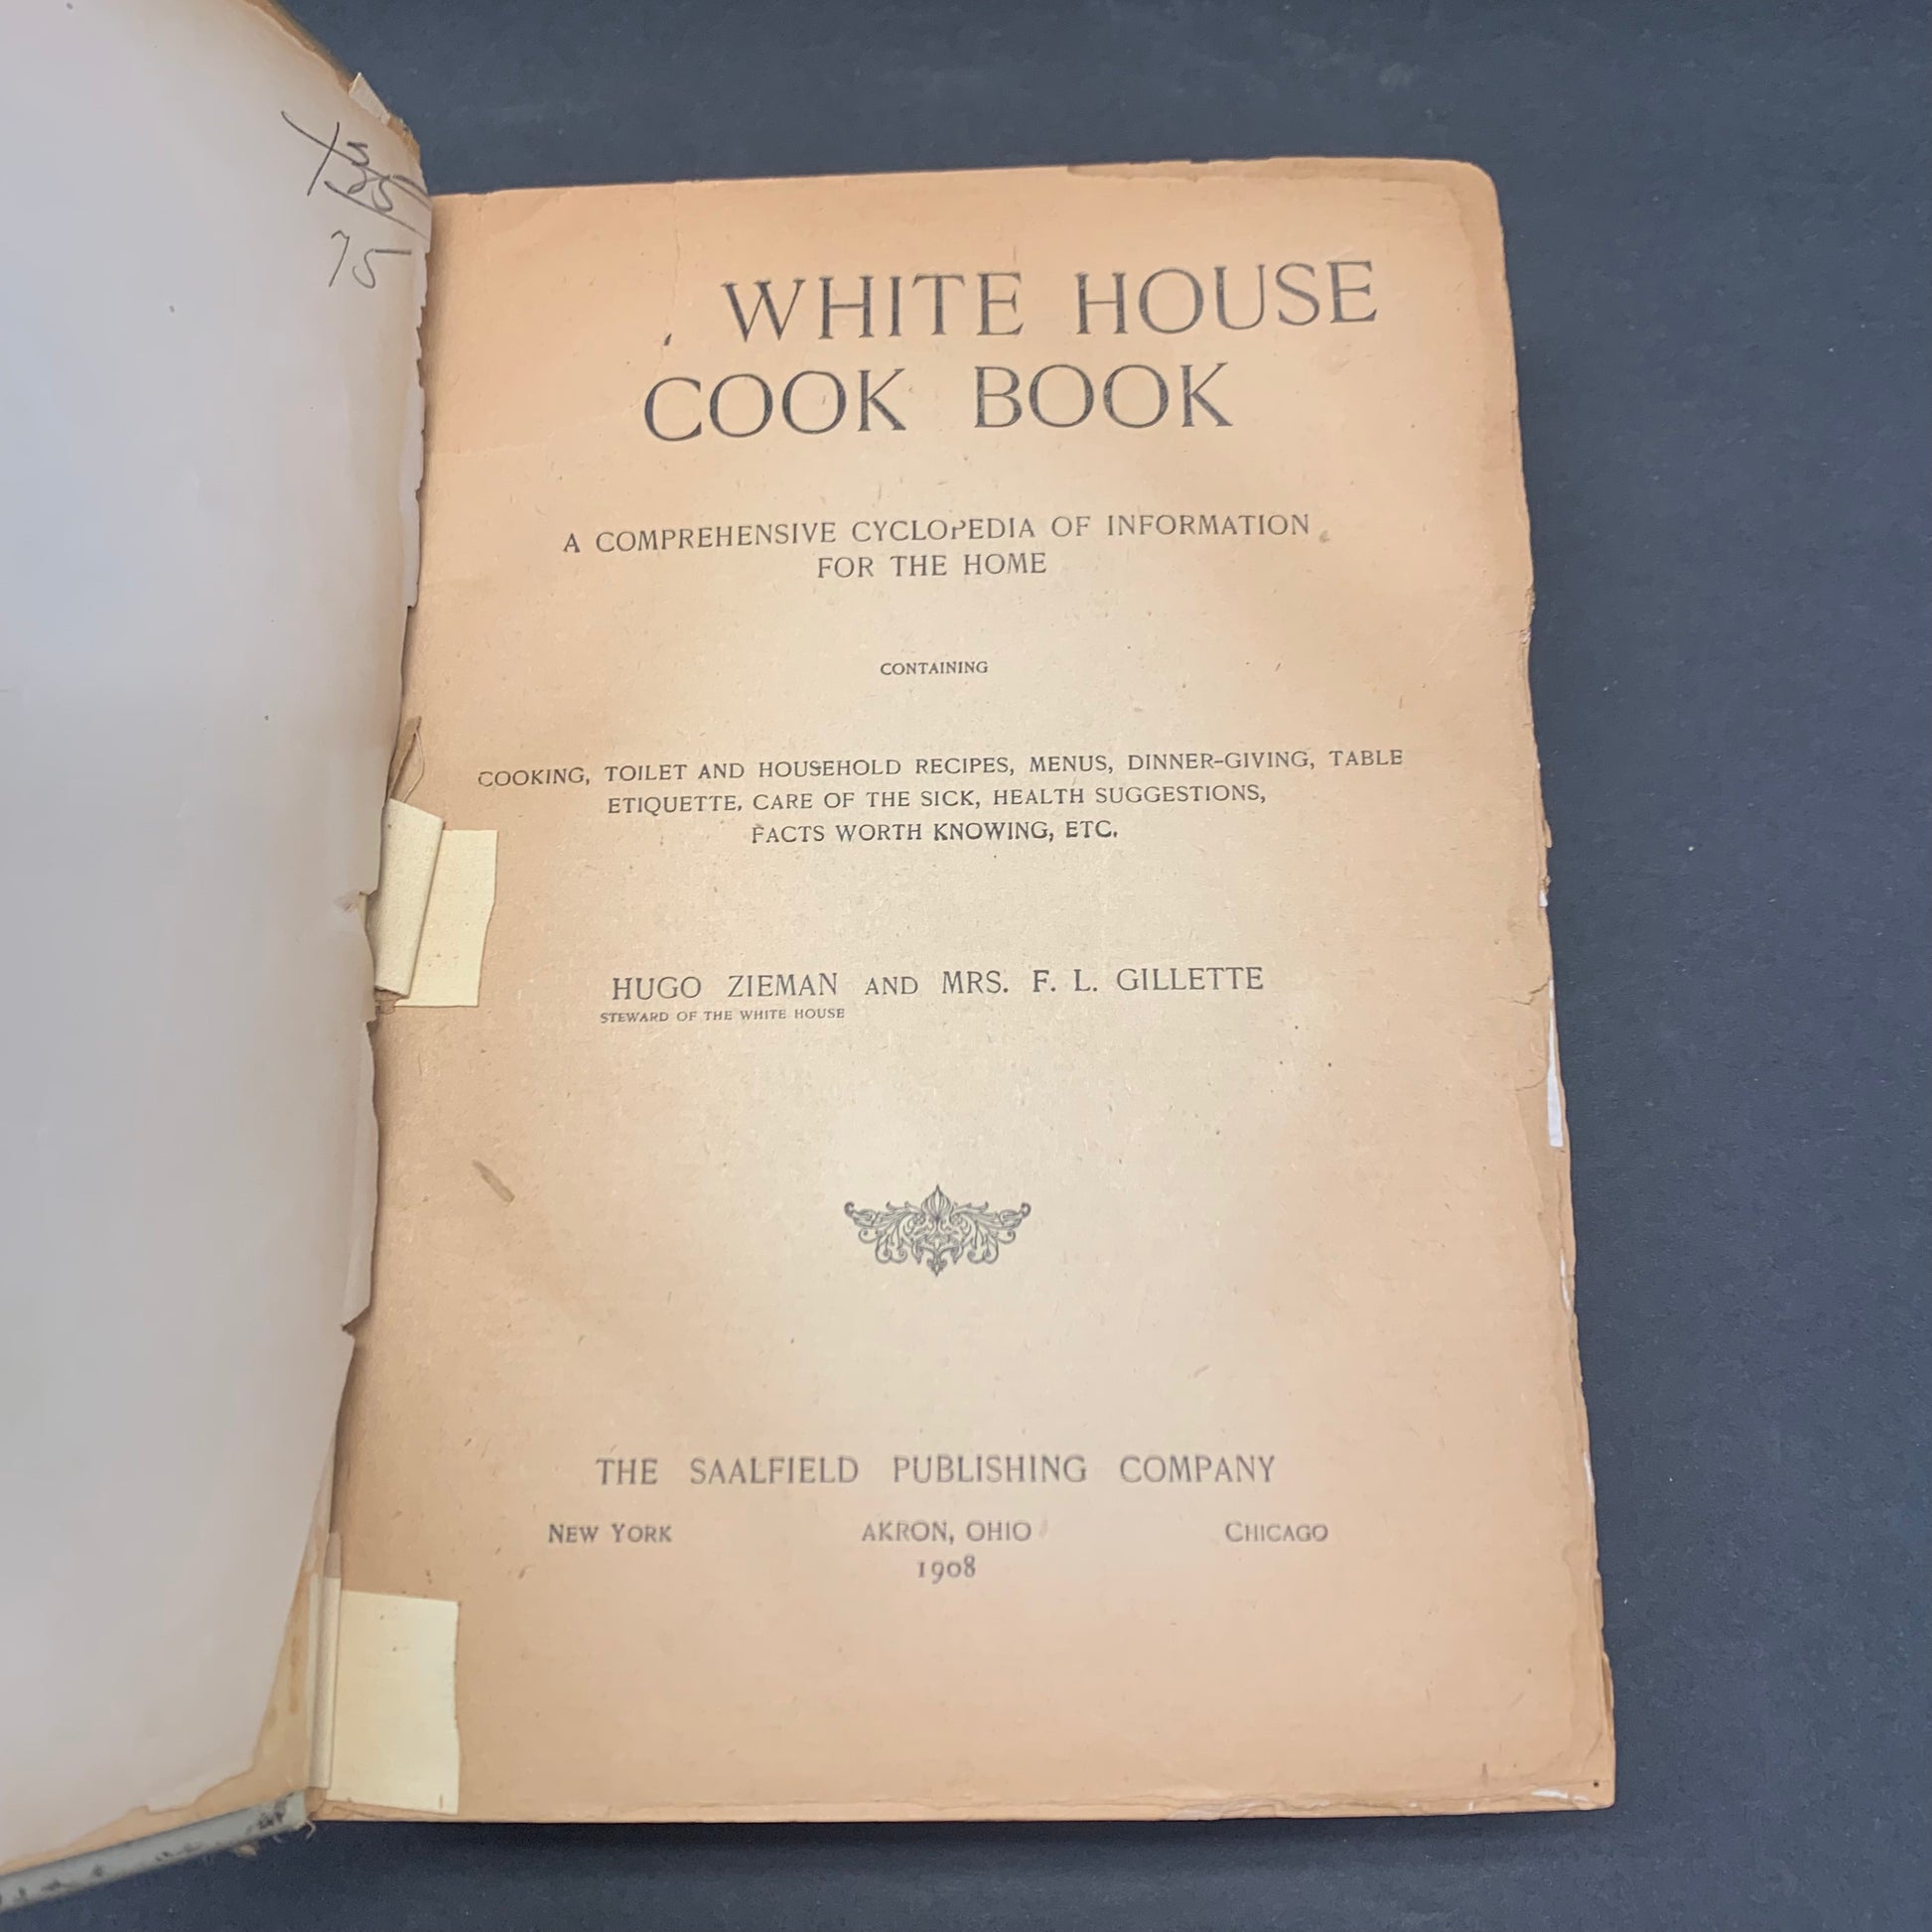 135
75
WHITE HOUSE
COOK BOOK
A COMPREHENSIVE CYCLOPEDIA OF INFORMATION
FOR THE HOME
CONTAINING
COOKING, TOILET AND HOUSEHOLD RECIPES, MENUS, DINNER-GIVING, TABLE
ETIQUETTE, CARE OF THE SICK, HEALTH SUGGESTIONS,
FACTS WORTH KNOWING, ETC.
HUGO ZIEMAN AND MRS. F. L. GILLETTE
STEWARD OF THE WHITE HOUSE
THE SAALFIELD PUBLISHING COMPANY
NEW YORK AKRON, OHIO CHICAGO
1908